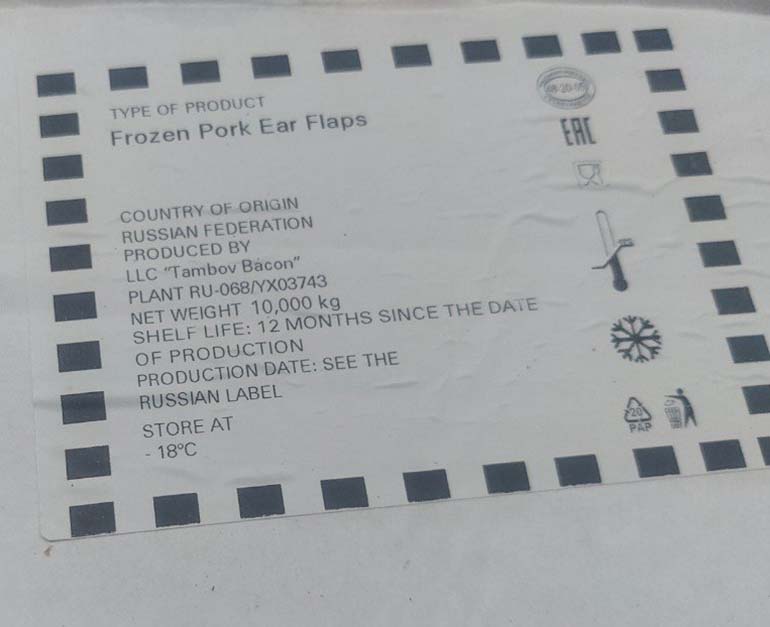 TYPE OF PRODUCT
Frozen Pork Ear Flaps
COUNTRY OF ORIGIN
RUSSIAN FEDERATION
PRODUCED BY
LLC "Tambov Bacon"
PLANT RU-068/YX03743
NET WEIGHT 10,000 kg
SHELF LIFE: 12 MONTHS SINCE THE DATE
OF PRODUCTION
PRODUCTION DATE: SEE THE
RUSSIAN LABEL
STORE AT
- 18°C
EAC
20
PAP